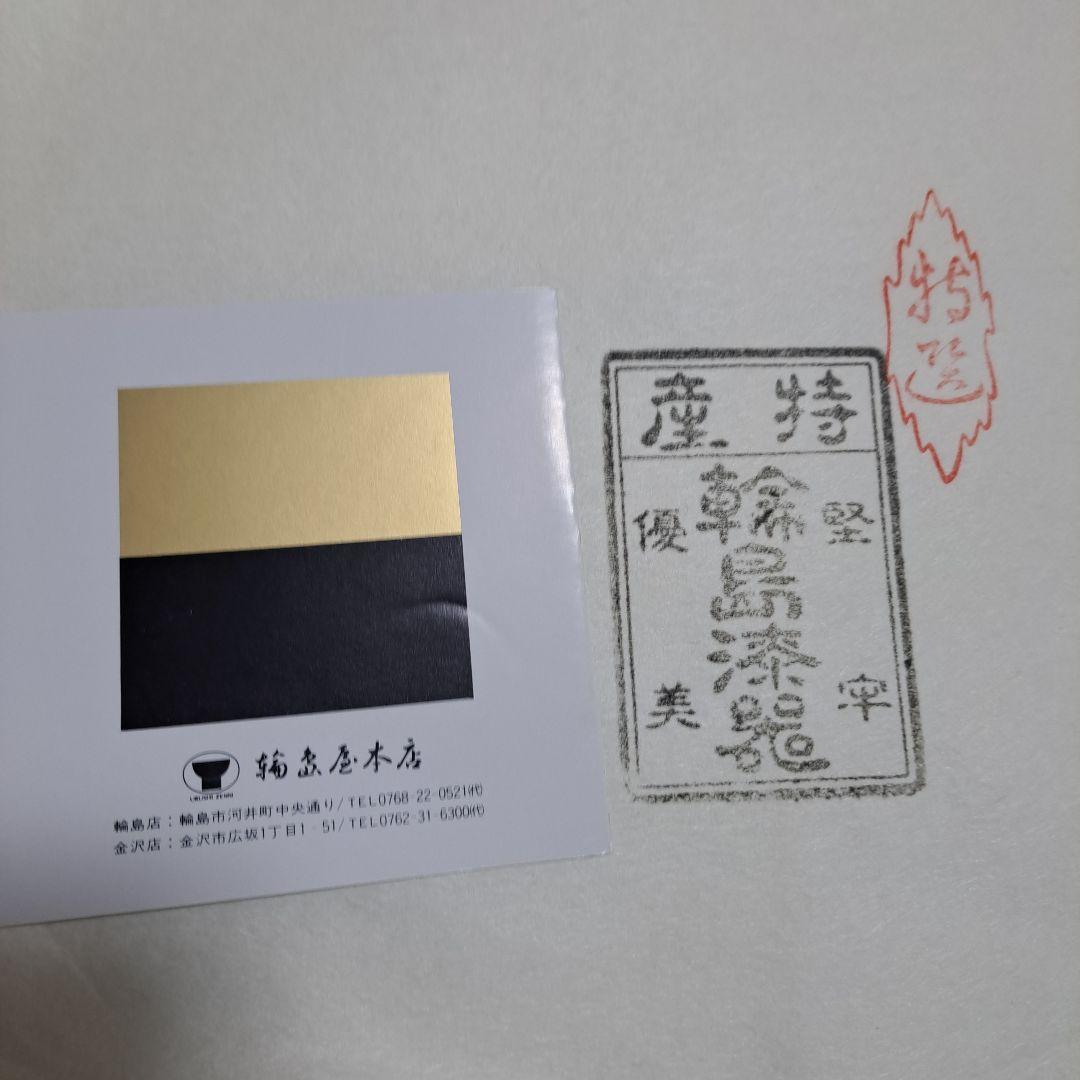 輪島屋本店
輪島店：輪島市河井町中央通り/TEL0768-22-0521㈹
金沢店：金沢市広坂1丁目1-51/TEL0762-31-6300㈹
特選
特産
堅牢
輪島漆器
優美